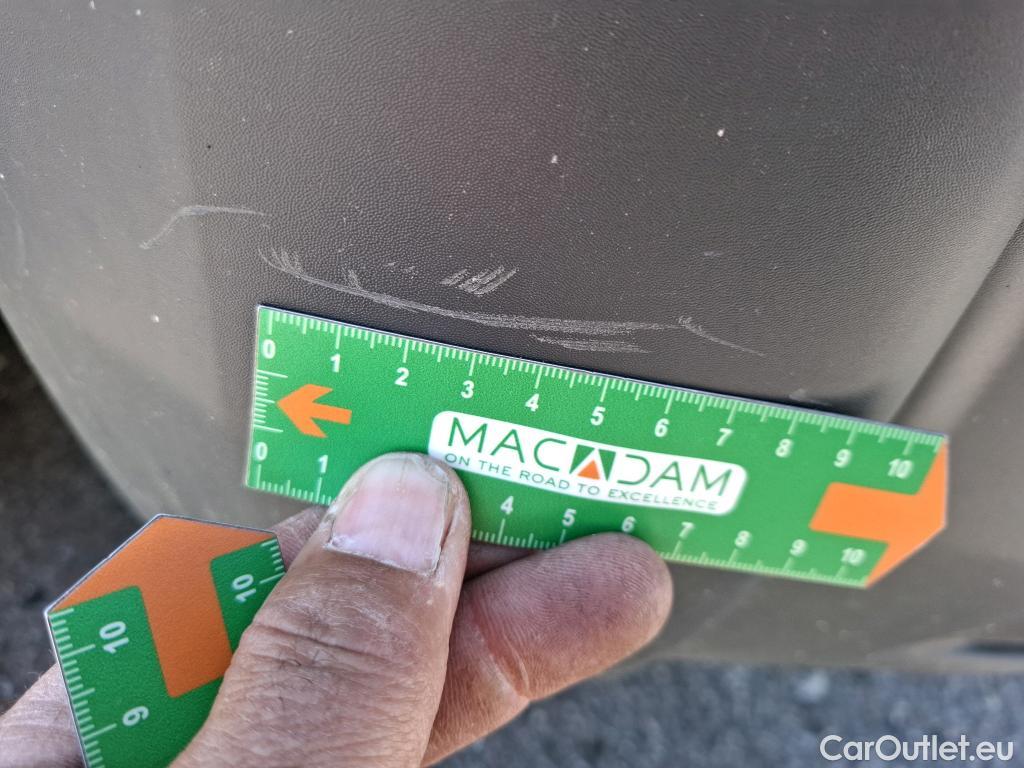 0 1 2 3 4 5 6 7 8 9 10
MACADAM
ON THE ROAD TO EXCELLENCE
0 1 4 5 6 7 8 9 10
10 10
9
CarOutlet.eu